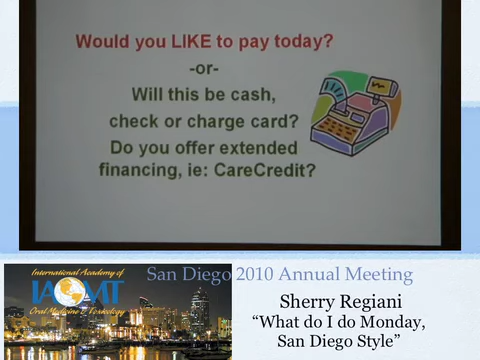 Would you LIKE to pay today?
-or-
Will this be cash,
check or charge card?
Do you offer extended
financing, ie: CareCredit?
International Academy of
IAOMT
Oral Medicine & Toxicology
San Diego 2010 Annual Meeting
Sherry Regiani
“What do I do Monday,
San Diego Style”